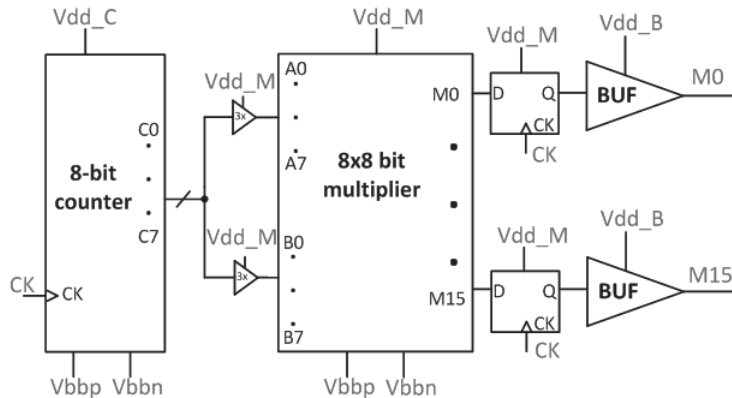 Vdd_C
Vdd_M
Vdd_M
Vdd_B
M0
Vdd_M
A0
M0
D
Q
BUF
CK
C0
3x
CK
8-bit
counter
A7
8x8 bit
multiplier
C7
Vdd_M
B0
Vdd_M
Vdd_B
3x
M15
CK
CK
M15
D
Q
BUF
CK
B7
CK
Vbbp
Vbbn
Vbbp
Vbbn